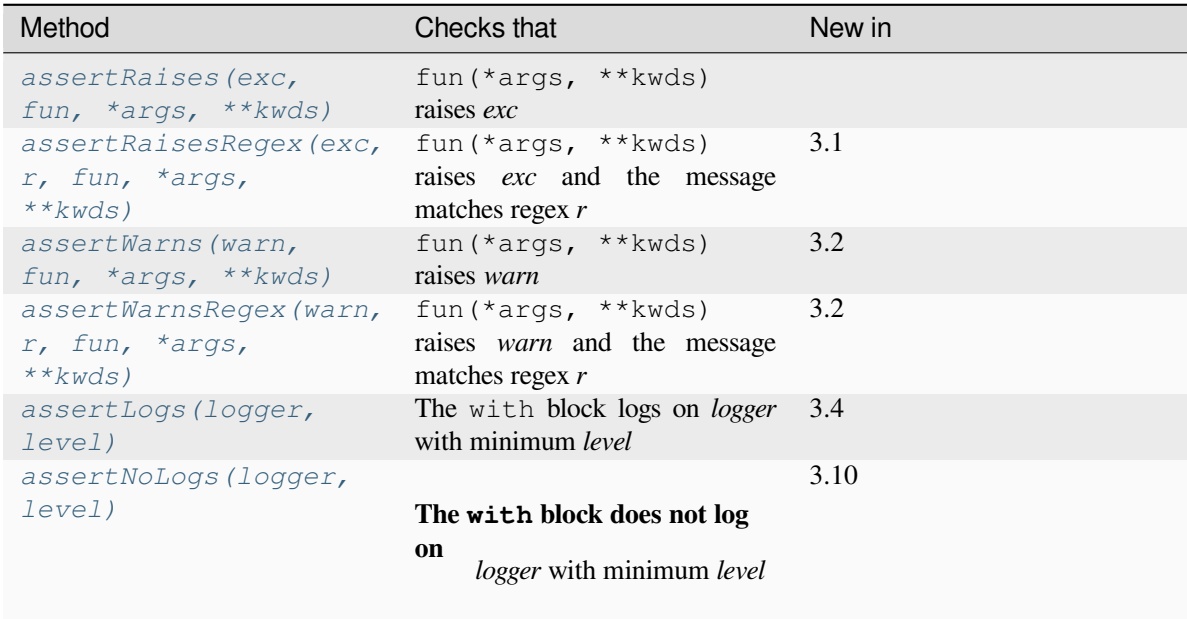 Method Checks that New in
assertRaises(exc, fun(*args, **kwds)
fun, *args, **kwds) raises exc
assertRaisesRegex(exc, fun(*args, **kwds) 3.1
r, fun, *args, raises exc and the message
**kwds) matches regex r
assertWarns(warn, fun(*args, **kwds) 3.2
fun, *args, **kwds) raises warn
assertWarnsRegex(warn, fun(*args, **kwds) 3.2
r, fun, *args, raises warn and the message
**kwds) matches regex r
assertLogs(logger, The with block logs on logger 3.4
level) with minimum level
assertNoLogs(logger, 3.10
level)
The with block does not log
on
logger with minimum level